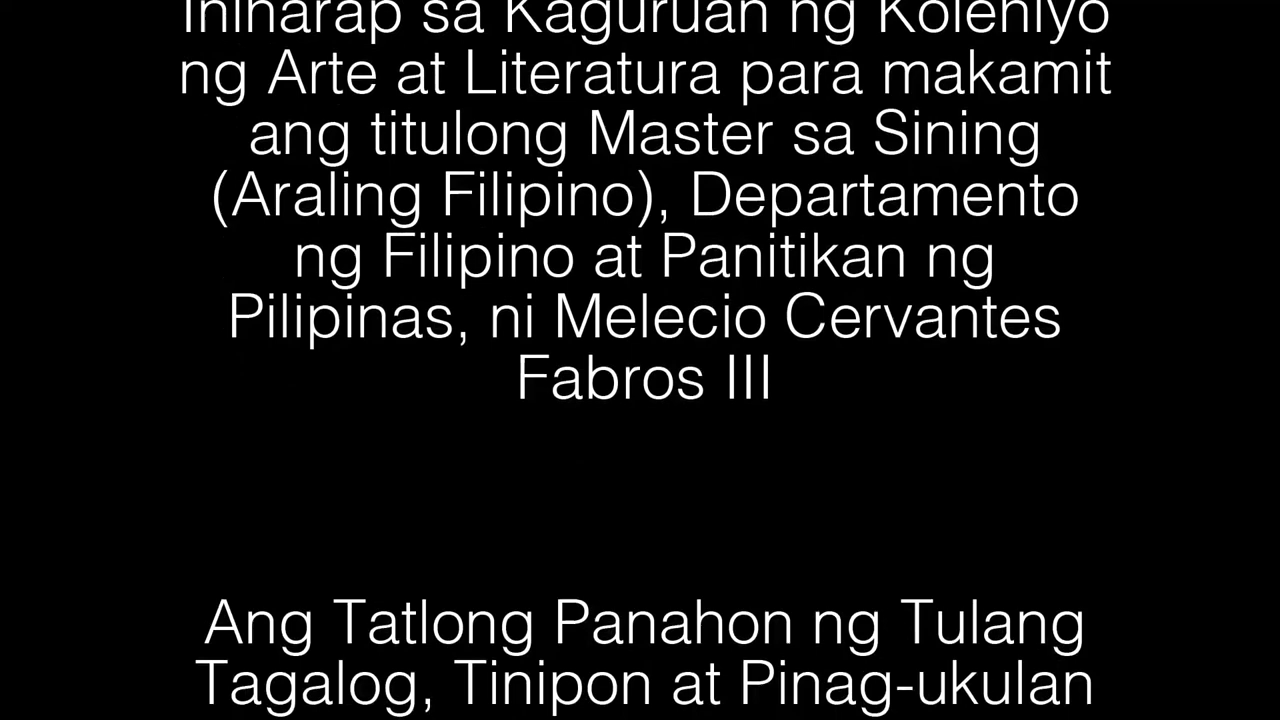 Iniharap sa Kaguruan ng Kolehiyo
ng Arte at Literatura para makamit
ang titulong Master sa Sining
(Araling Filipino), Departamento
ng Filipino at Panitikan ng
Pilipinas, ni Melecio Cervantes
Fabros III
Ang Tatlong Panahon ng Tulang
Tagalog, Tinipon at Pinag-ukulan